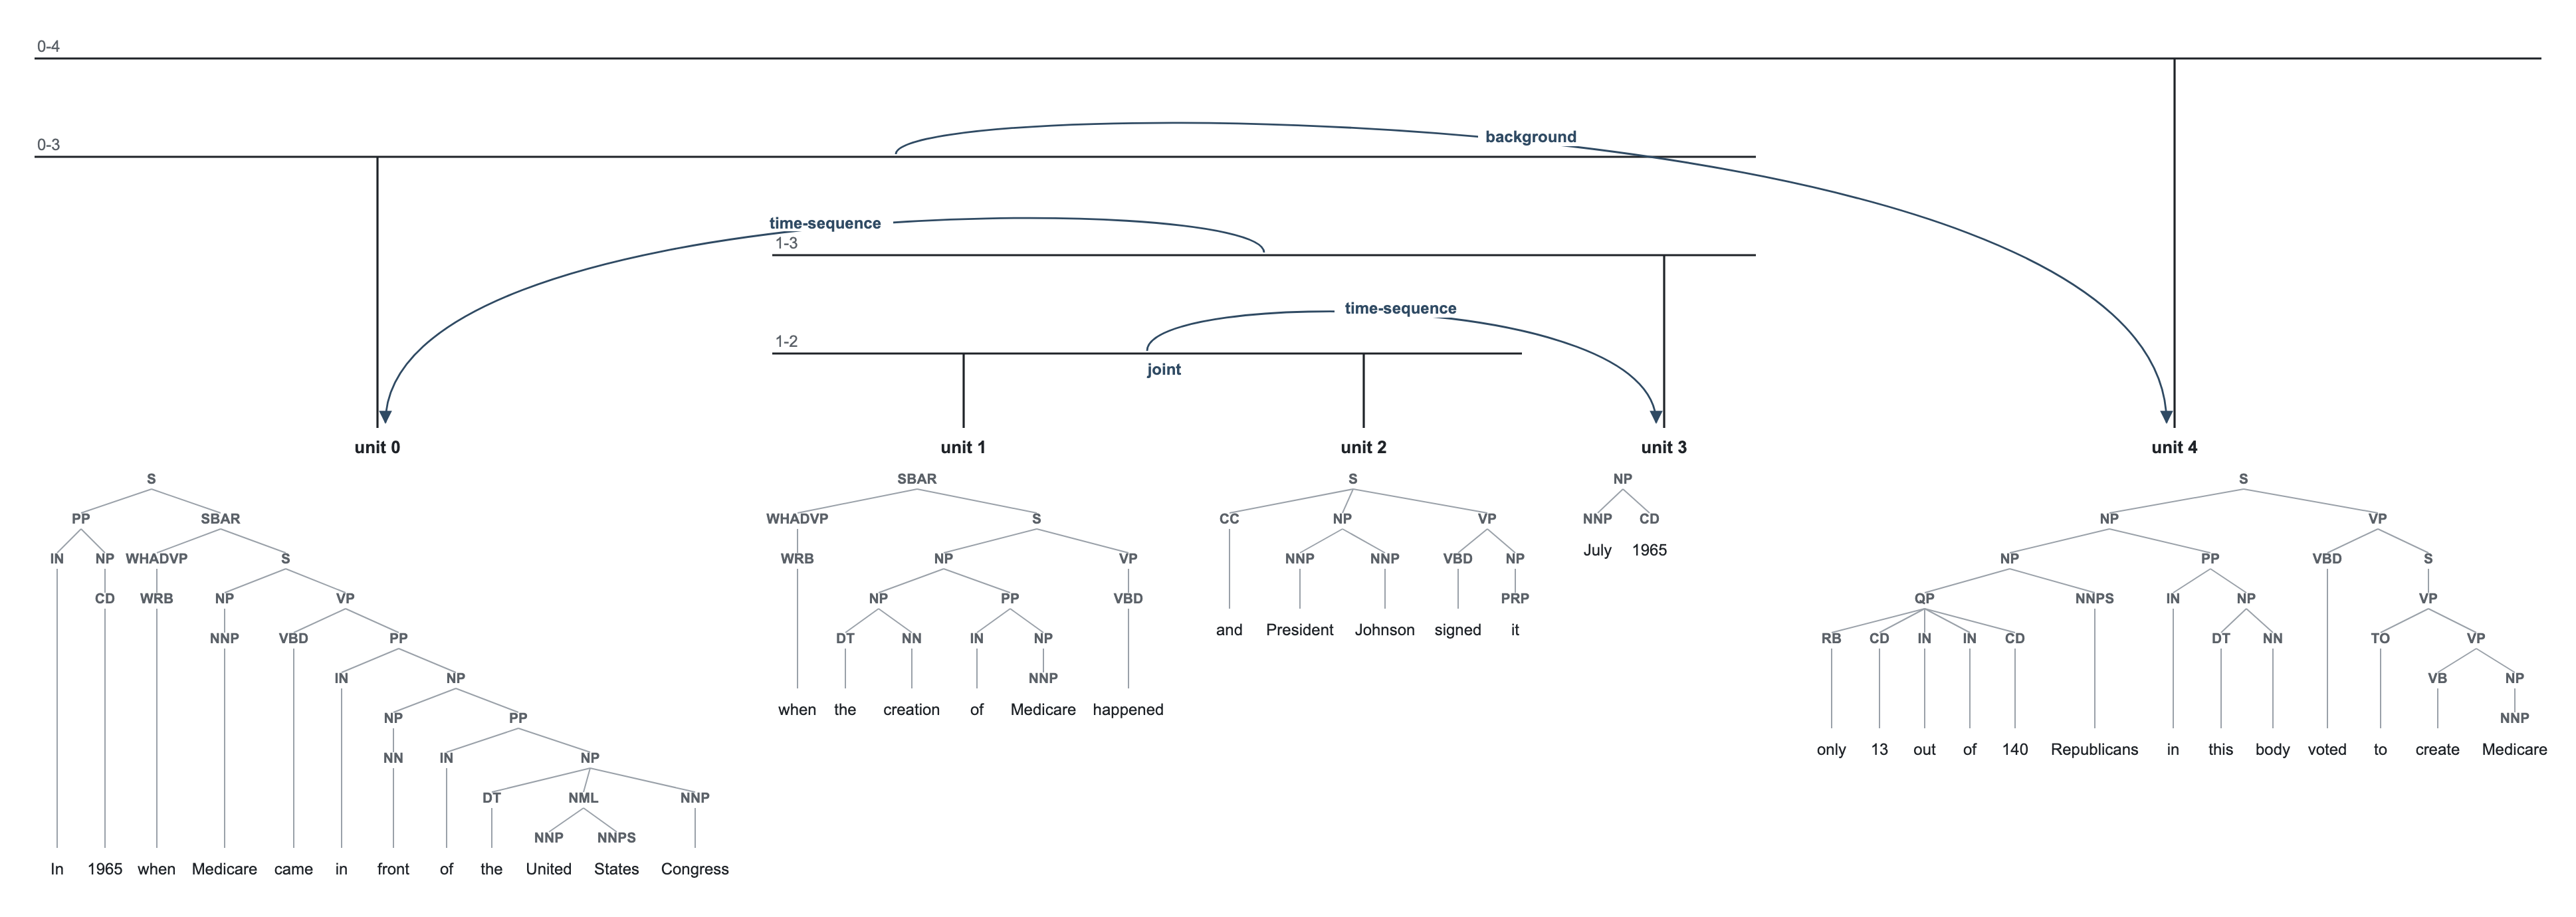 0-4
background
0-3
time-sequence
1-3
time-sequence
1-2
joint
unit 0 unit 1 unit 2 unit 3 unit 4
S SBAR S NP S
PP SBAR WHADVP S CC NP VP NNP CD NP VP
July 1965
IN NP WHADVP S WRB NP VP NNP NNP VBD NP NP PP VBD S
CD WRB NP VP NP PP VBD PRP QP NNPS IN NP VP
and President Johnson signed it
NNP VBD PP DT NN IN NP RB CD IN IN CD DT NN TO VP
IN NP NNP VB NP
when the creation of Medicare happened
NP PP NNP
only 13 out of 140 Republicans in this body voted to create Medicare
NN IN NP
DT NML NNP
NNP NNPS
In 1965 when Medicare came in front of the United States Congress